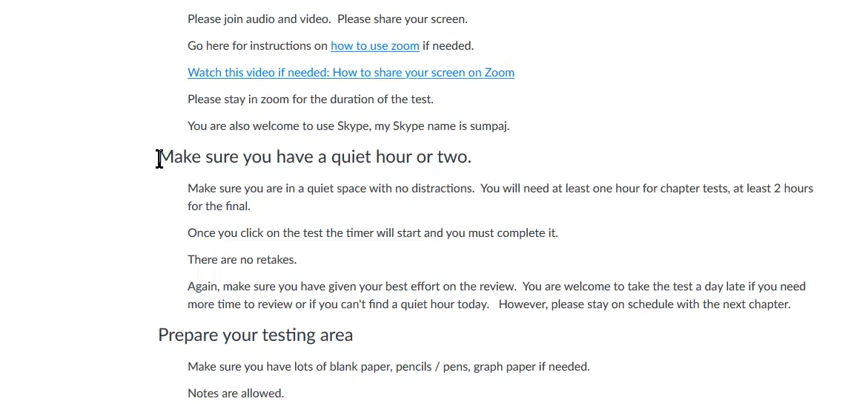 Please join audio and video.  Please share your screen.
Go here for instructions on how to use zoom if needed.
Watch this video if needed: How to share your screen on Zoom
Please stay in zoom for the duration of the test.
You are also welcome to use Skype, my Skype name is sumpaj.
Make sure you have a quiet hour or two.
Make sure you are in a quiet space with no distractions.  You will need at least one hour for chapter tests, at least 2 hours
for the final.
Once you click on the test the timer will start and you must complete it.
There are no retakes.
Again, make sure you have given your best effort on the review.  You are welcome to take the test a day late if you need
more time to review or if you can't find a quiet hour today.   However, please stay on schedule with the next chapter.
Prepare your testing area
Make sure you have lots of blank paper, pencils / pens, graph paper if needed.
Notes are allowed.